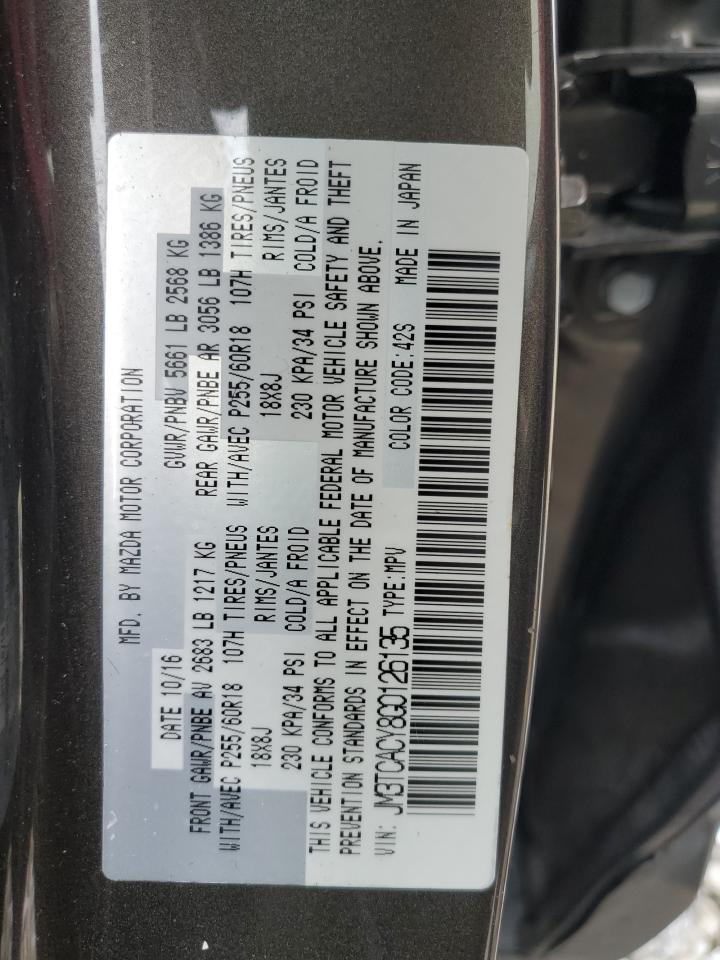 MFD. BY MAZDA MOTOR CORPORATION
DATE 10/16 GVWR/PNBV 5661 LB 2568 KG
FRONT GAWR/PNBE AV 2683 LB 1217 KG REAR GAWR/PNBE AR 3056 LB 1386 KG
WITH/AVEC P255/60R18 107H TIRES/PNEUS WITH/AVEC P255/60R18 107H TIRES/PNEUS
18X8J RIMS/JANTES 18X8J RIMS/JANTES
230 KPA/34 PSI COLD/A FROID 230 KPA/34 PSI COLD/A FROID
THIS VEHICLE CONFORMS TO ALL APPLICABLE FEDERAL MOTOR VEHICLE SAFETY AND THEFT
PREVENTION STANDARDS IN EFFECT ON THE DATE OF MANUFACTURE SHOWN ABOVE.
VIN: JM3TCACY8G0126135 TYPE:MPV COLOR CODE:42S MADE IN JAPAN